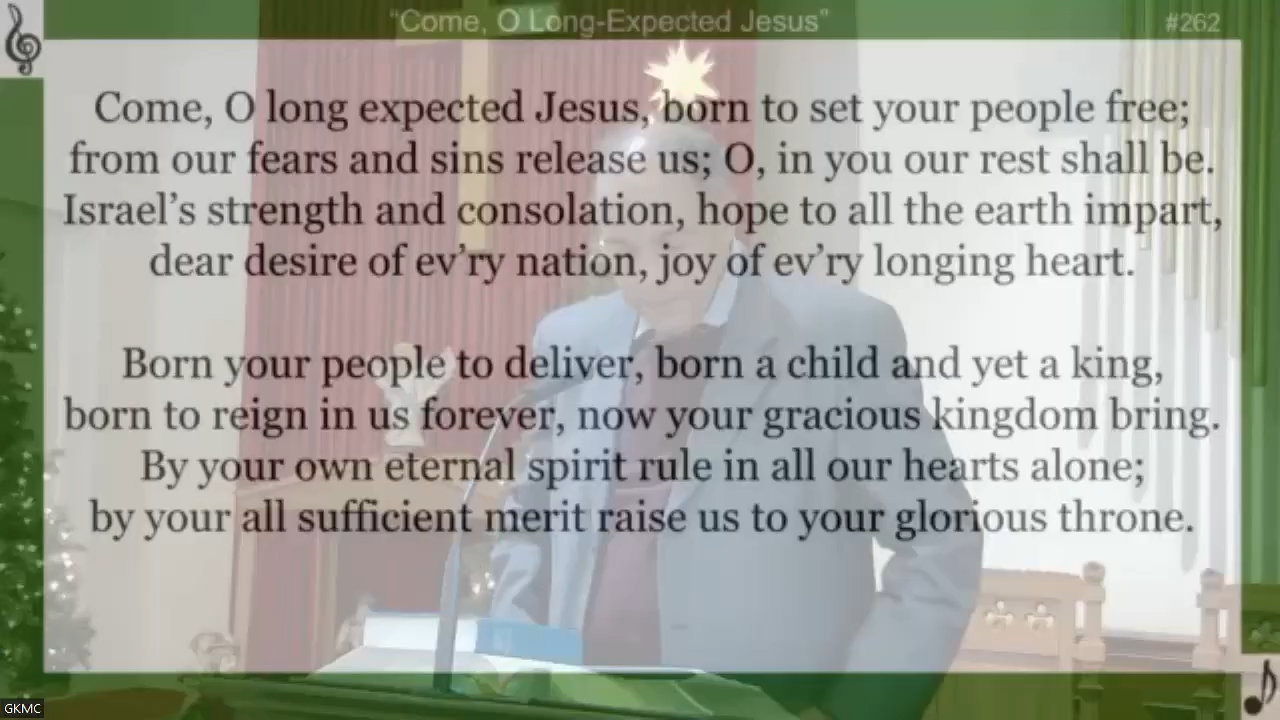 “Come, O Long-Expected Jesus”
#262
Come, O long expected Jesus, born to set your people free;
from our fears and sins release us; O, in you our rest shall be.
Israel’s strength and consolation, hope to all the earth impart,
dear desire of ev’ry nation, joy of ev’ry longing heart.
Born your people to deliver, born a child and yet a king,
born to reign in us forever, now your gracious kingdom bring.
By your own eternal spirit rule in all our hearts alone;
by your all sufficient merit raise us to your glorious throne.
GKMC